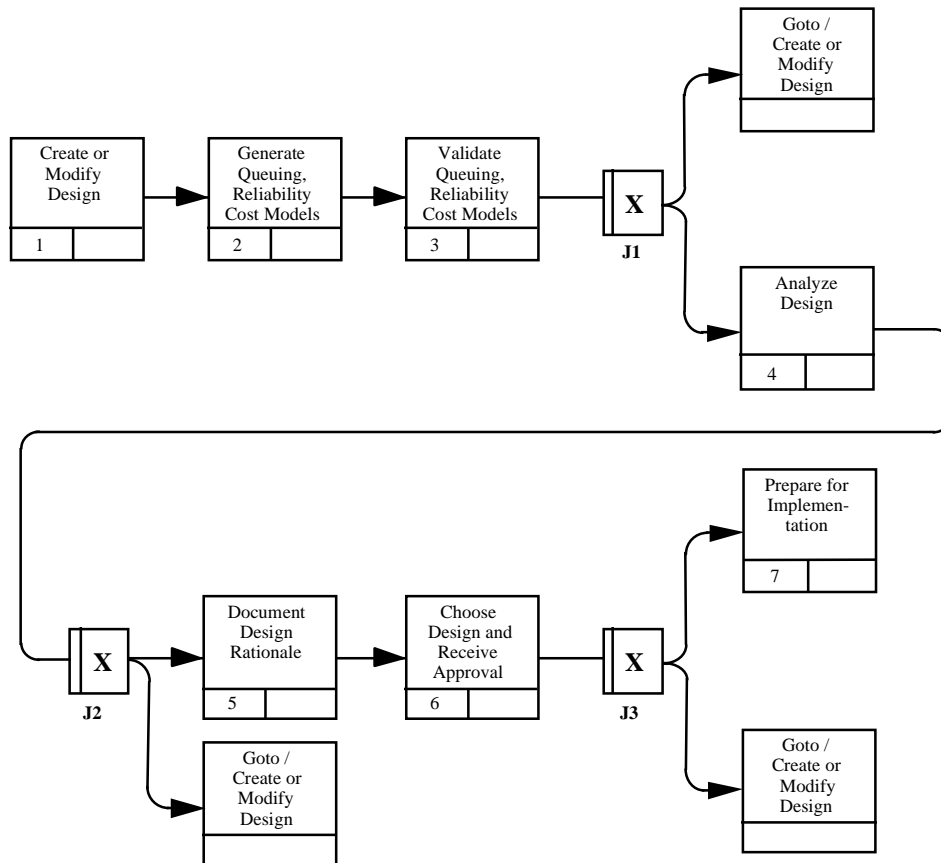 Goto /
Create or
Modify
Design
Create or
Modify
Design
1
Generate
Queuing,
Reliability
Cost Models
2
Validate
Queuing,
Reliability
Cost Models
3
X
J1
Analyze
Design
4
Prepare for
Implemen-
tation
7
X
J2
Document
Design
Rationale
5
Choose
Design and
Receive
Approval
6
X
J3
Goto /
Create or
Modify
Design
Goto /
Create or
Modify
Design